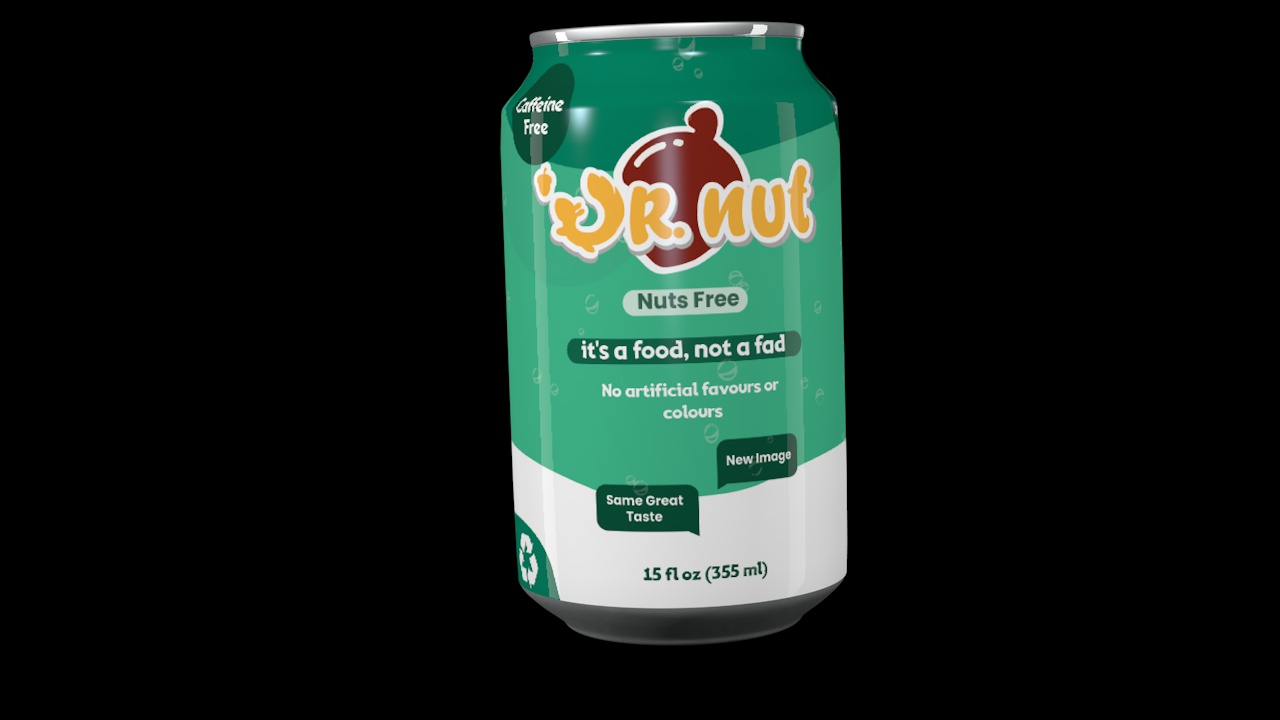 Caffeine
Free
DR. nut
Nuts Free
it's a food, not a fad
No artificial favours or
colours
New Image
Same Great
Taste
15 fl oz (355 ml)